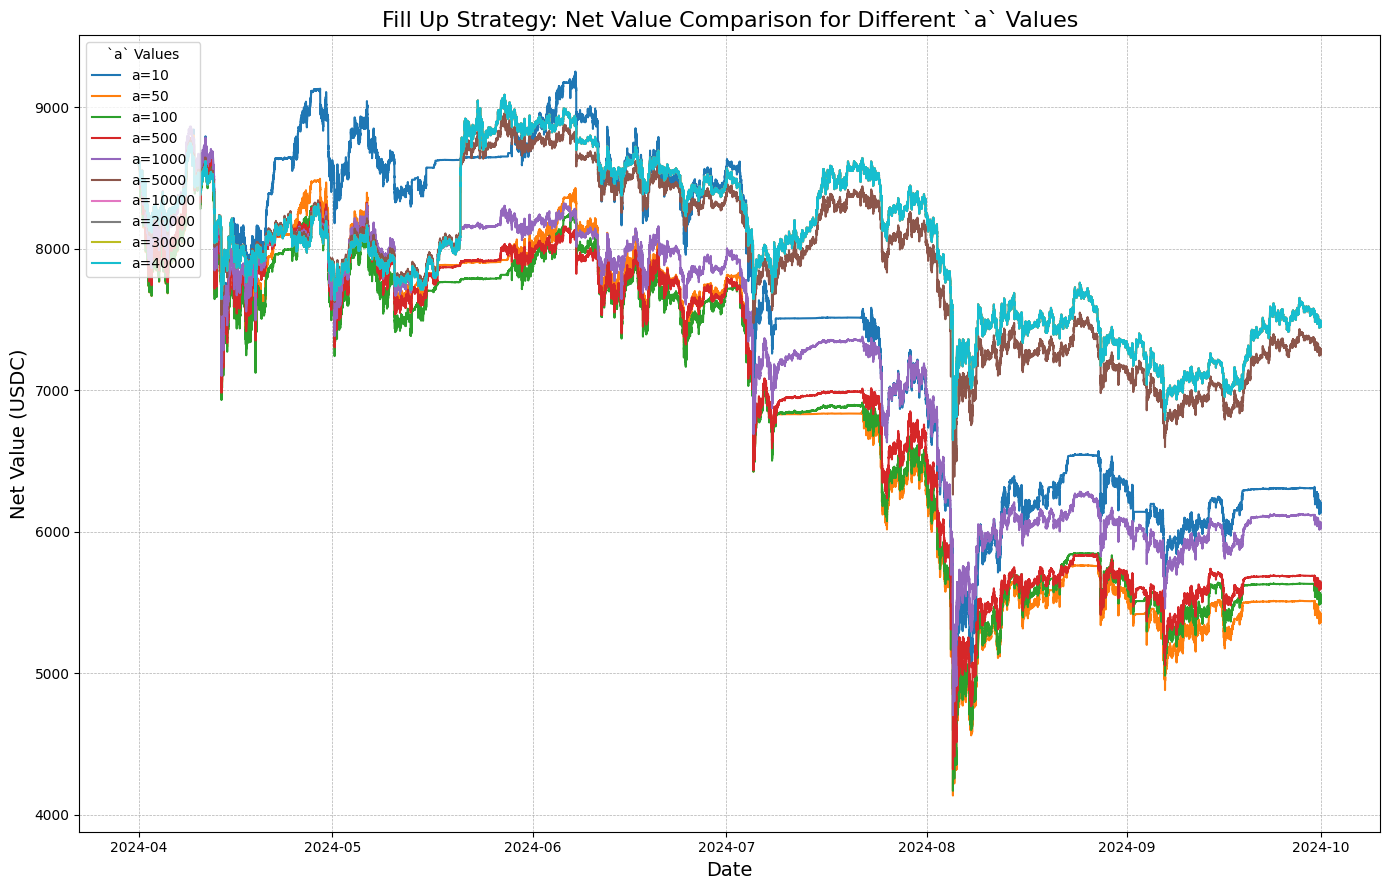 Fill Up Strategy: Net Value Comparison for Different `a` Values
`a` Values
a=10
a=50
a=100
a=500
a=1000
a=5000
a=10000
a=20000
a=30000
a=40000
Net Value (USDC)
9000
8000
7000
6000
5000
4000
2024-04
2024-05
2024-06
2024-07
2024-08
2024-09
2024-10
Date